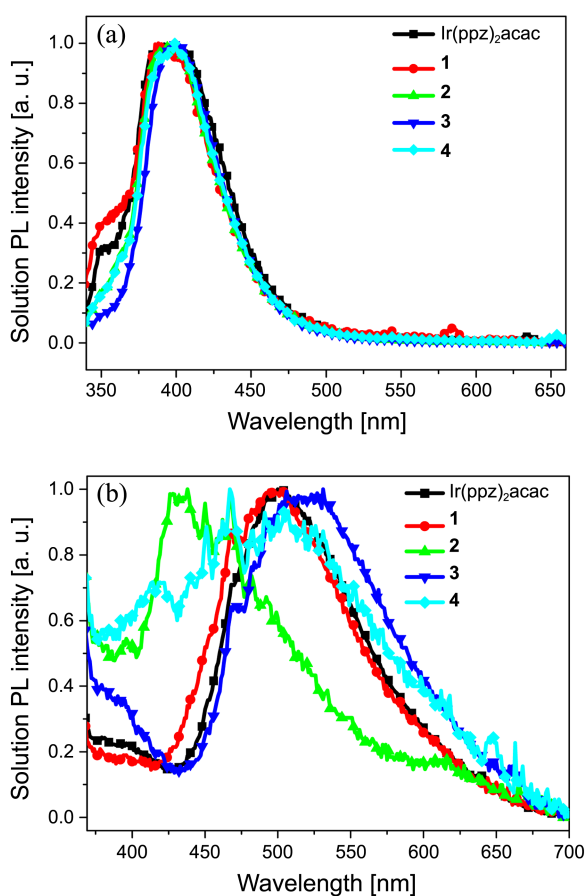 (a)
Ir(ppz)2acac
1
2
3
4
Solution PL intensity [a. u.]
1.0
0.8
0.6
0.4
0.2
0.0
350 400 450 500 550 600 650
Wavelength [nm]
(b)
Ir(ppz)2acac
1
2
3
4
Solution PL intensity [a. u.]
1.0
0.8
0.6
0.4
0.2
0.0
400 450 500 550 600 650 700
Wavelength [nm]